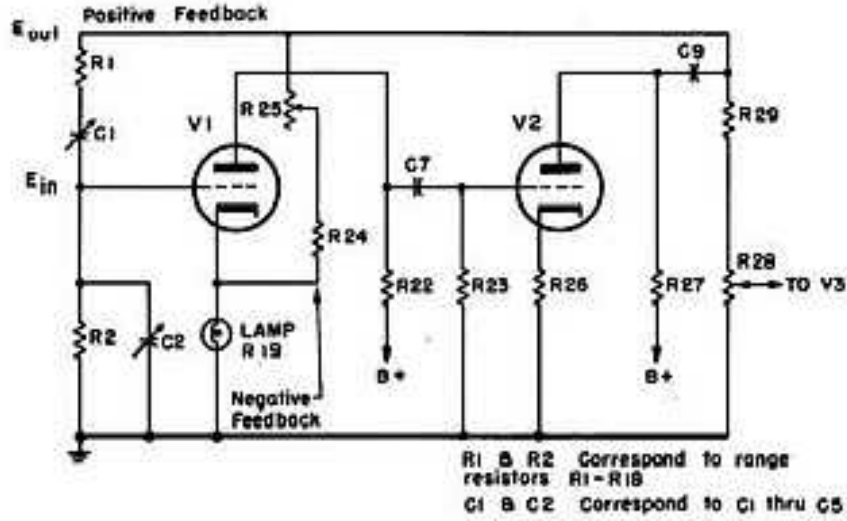 Positive Feedback
Eout
R1
C1
Ein
R2
C2
V1
R25
R24
LAMP
R 19
Negative
Feedback
C7
R22
B+
R23
V2
R26
R27
B+
C9
R29
R28
TO V3
R1 & R2 Correspond to range
resistors R1-R18
C1 & C2 Correspond to C1 thru C5